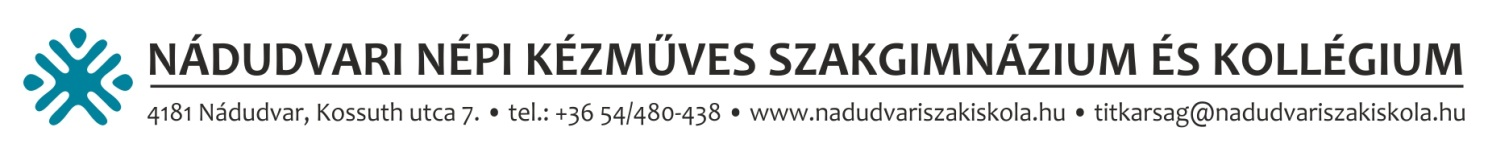 NÁDUDVARI NÉPI KÉZMŰVES SZAKGIMNÁZIUM ÉS KOLLÉGIUM
4181 Nádudvar, Kossuth utca 7. • tel.: +36 54/480-438 • www.nadudvariszakiskola.hu • titkarsag@nadudvariszakiskola.hu